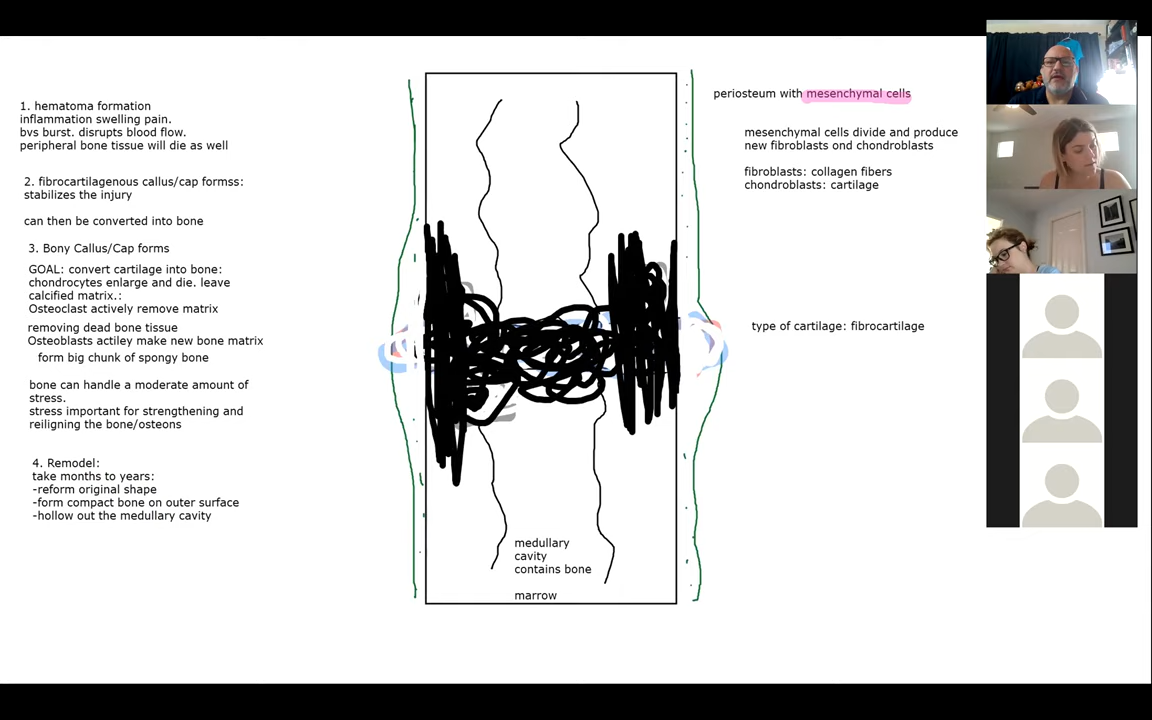 1. hematoma formation
inflammation swelling pain.
bvs burst. disrupts blood flow.
peripheral bone tissue will die as well
2. fibrocartilagenous callus/cap formss:
stabilizes the injury
can then be converted into bone
3. Bony Callus/Cap forms
GOAL: convert cartilage into bone:
chondrocytes enlarge and die. leave
calcified matrix.:
Osteoclast actively remove matrix
removing dead bone tissue
Osteoblasts actiley make new bone matrix
form big chunk of spongy bone
bone can handle a moderate amount of
stress.
stress important for strengthening and
reiligning the bone/osteons
4. Remodel:
take months to years:
-reform original shape
-form compact bone on outer surface
-hollow out the medullary cavity
medullary
cavity
contains bone
marrow
periosteum with mesenchymal cells
mesenchymal cells divide and produce
new fibroblasts ond chondroblasts
fibroblasts: collagen fibers
chondroblasts: cartilage
type of cartilage: fibrocartilage